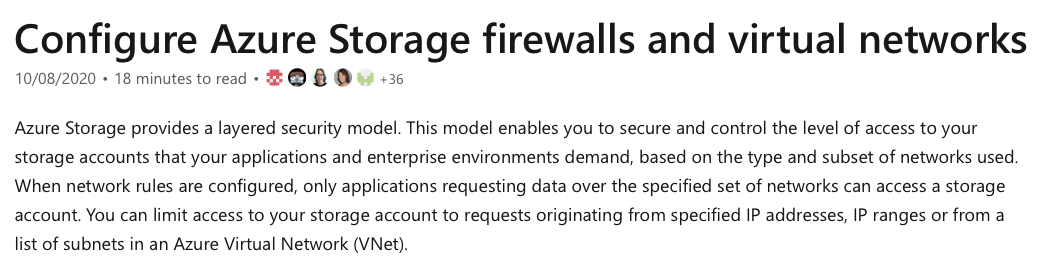 Configure Azure Storage firewalls and virtual networks
10/08/2020 • 18 minutes to read • +36
Azure Storage provides a layered security model. This model enables you to secure and control the level of access to your
storage accounts that your applications and enterprise environments demand, based on the type and subset of networks used.
When network rules are configured, only applications requesting data over the specified set of networks can access a storage
account. You can limit access to your storage account to requests originating from specified IP addresses, IP ranges or from a
list of subnets in an Azure Virtual Network (VNet).